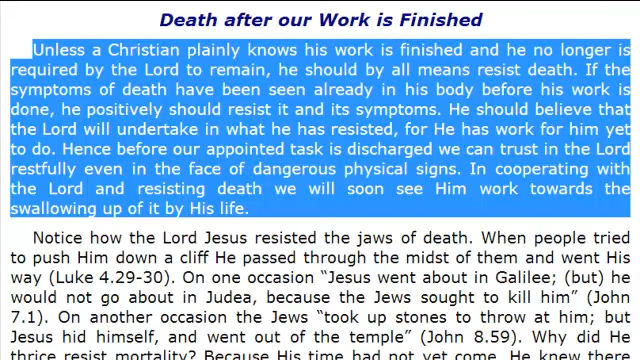 Death after our Work is Finished
Unless a Christian plainly knows his work is finished and he no longer is
required by the Lord to remain, he should by all means resist death. If the
symptoms of death have been seen already in his body before his work is
done, he positively should resist it and its symptoms. He should believe that
the Lord will undertake in what he has resisted, for He has work for him yet
to do. Hence before our appointed task is discharged we can trust in the Lord
restfully even in the face of dangerous physical signs. In cooperating with
the Lord and resisting death we will soon see Him work towards the
swallowing up of it by His life.
Notice how the Lord Jesus resisted the jaws of death. When people tried
to push Him down a cliff He passed through the midst of them and went His
way (Luke 4.29-30). On one occasion “Jesus went about in Galilee; (but) he
would not go about in Judea, because the Jews sought to kill him” (John
7.1). On another occasion the Jews “took up stones to throw at him; but
Jesus hid himself, and went out of the temple” (John 8.59). Why did He
thrice resist mortality? Because His time had not yet come. He knew there